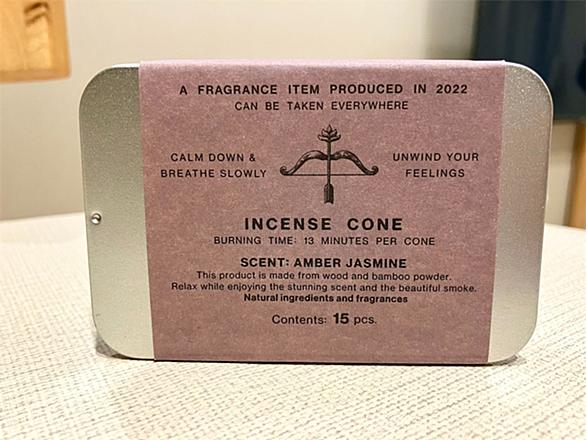 A FRAGRANCE ITEM PRODUCED IN 2022
CAN BE TAKEN EVERYWHERE
CALM DOWN &
BREATHE SLOWLY
UNWIND YOUR
FEELINGS
INCENSE CONE
BURNING TIME: 13 MINUTES PER CONE
SCENT: AMBER JASMINE
This product is made from wood and bamboo powder.
Relax while enjoying the stunning scent and the beautiful smoke.
Natural ingredients and fragrances
Contents: 15 pcs.